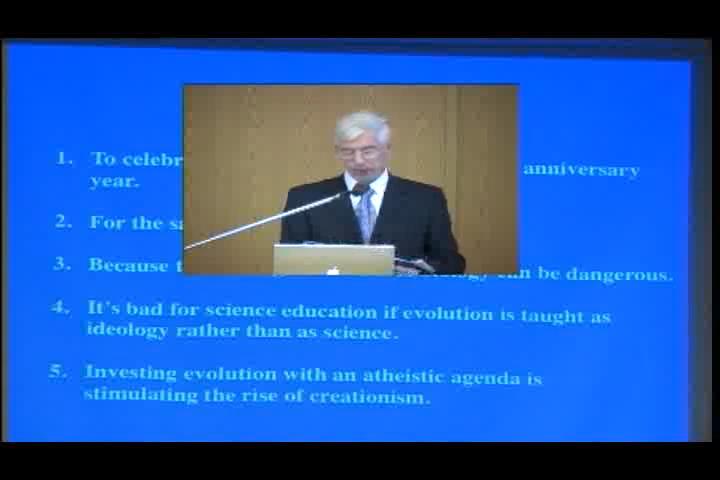 1. To celebr anniversary
year.
2. For the sa
3. Because t can be dangerous.
4. It's bad for science education if evolution is taught as
ideology rather than as science.
5. Investing evolution with an atheistic agenda is
stimulating the rise of creationism.